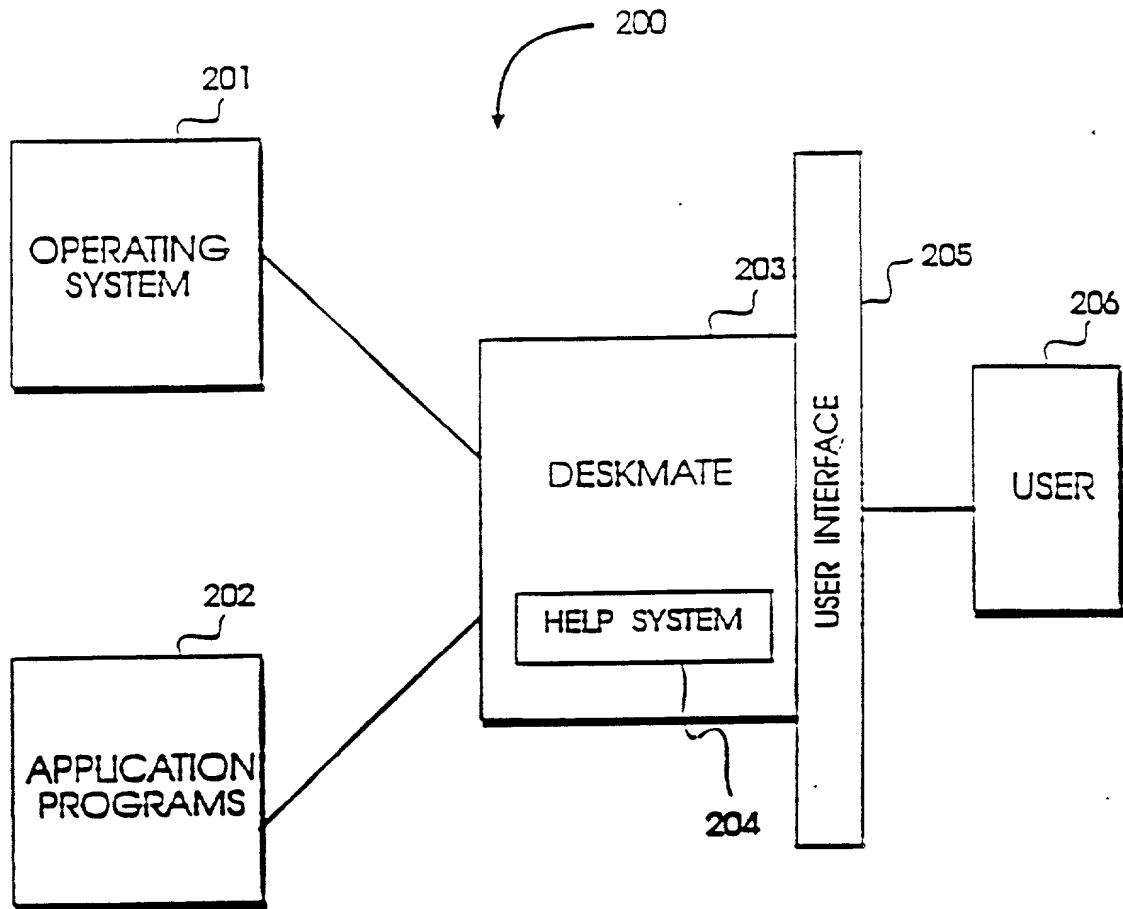 200
201
OPERATING
SYSTEM
203
205
206
DESKMATE
USER INTERFACE
USER
HELP SYSTEM
202
APPLICATION
PROGRAMS
204